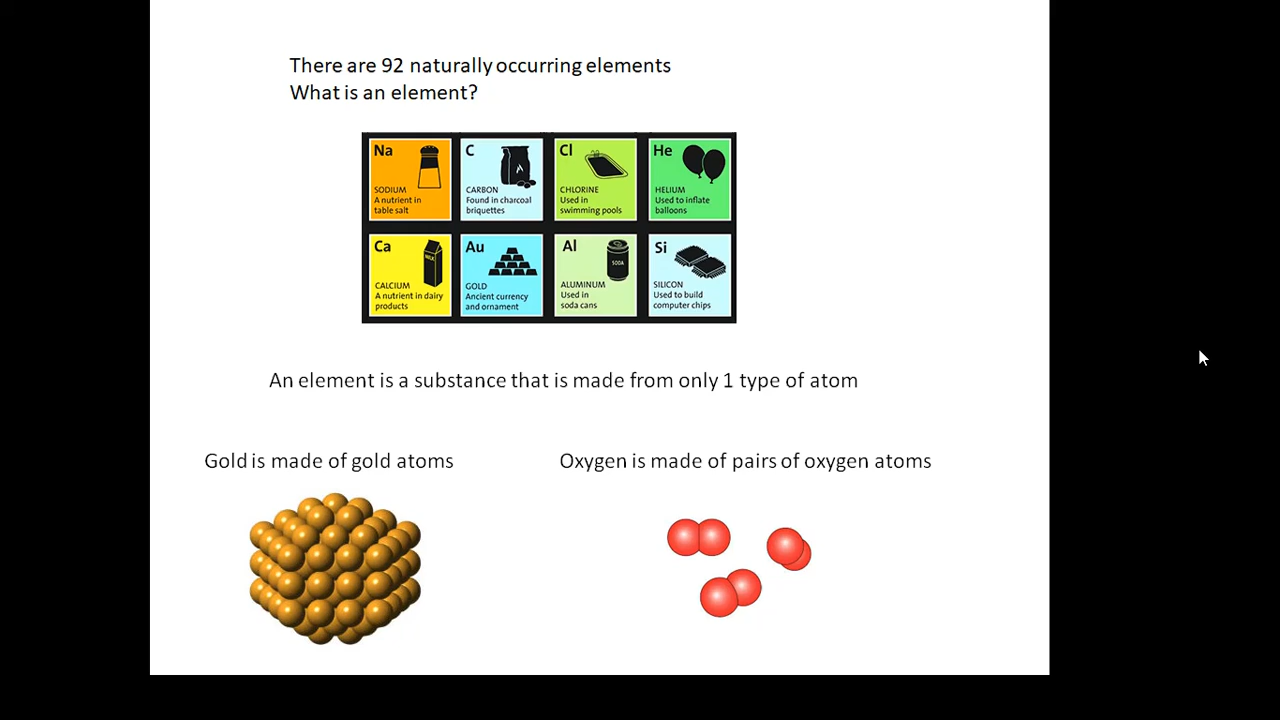 There are 92 naturally occurring elements
What is an element?
Na
SODIUM
A nutrient in
table salt
C
CARBON
Found in charcoal
briquettes
Cl
CHLORINE
Used in
swimming pools
He
HELIUM
Used to inflate
balloons
Ca
MILK
CALCIUM
A nutrient in dairy
products
Au
GOLD
Ancient currency
and ornament
Al
SODA
ALUMINUM
Used in
soda cans
Si
SILICON
Used to build
computer chips
An element is a substance that is made from only 1 type of atom
Gold is made of gold atoms
Oxygen is made of pairs of oxygen atoms